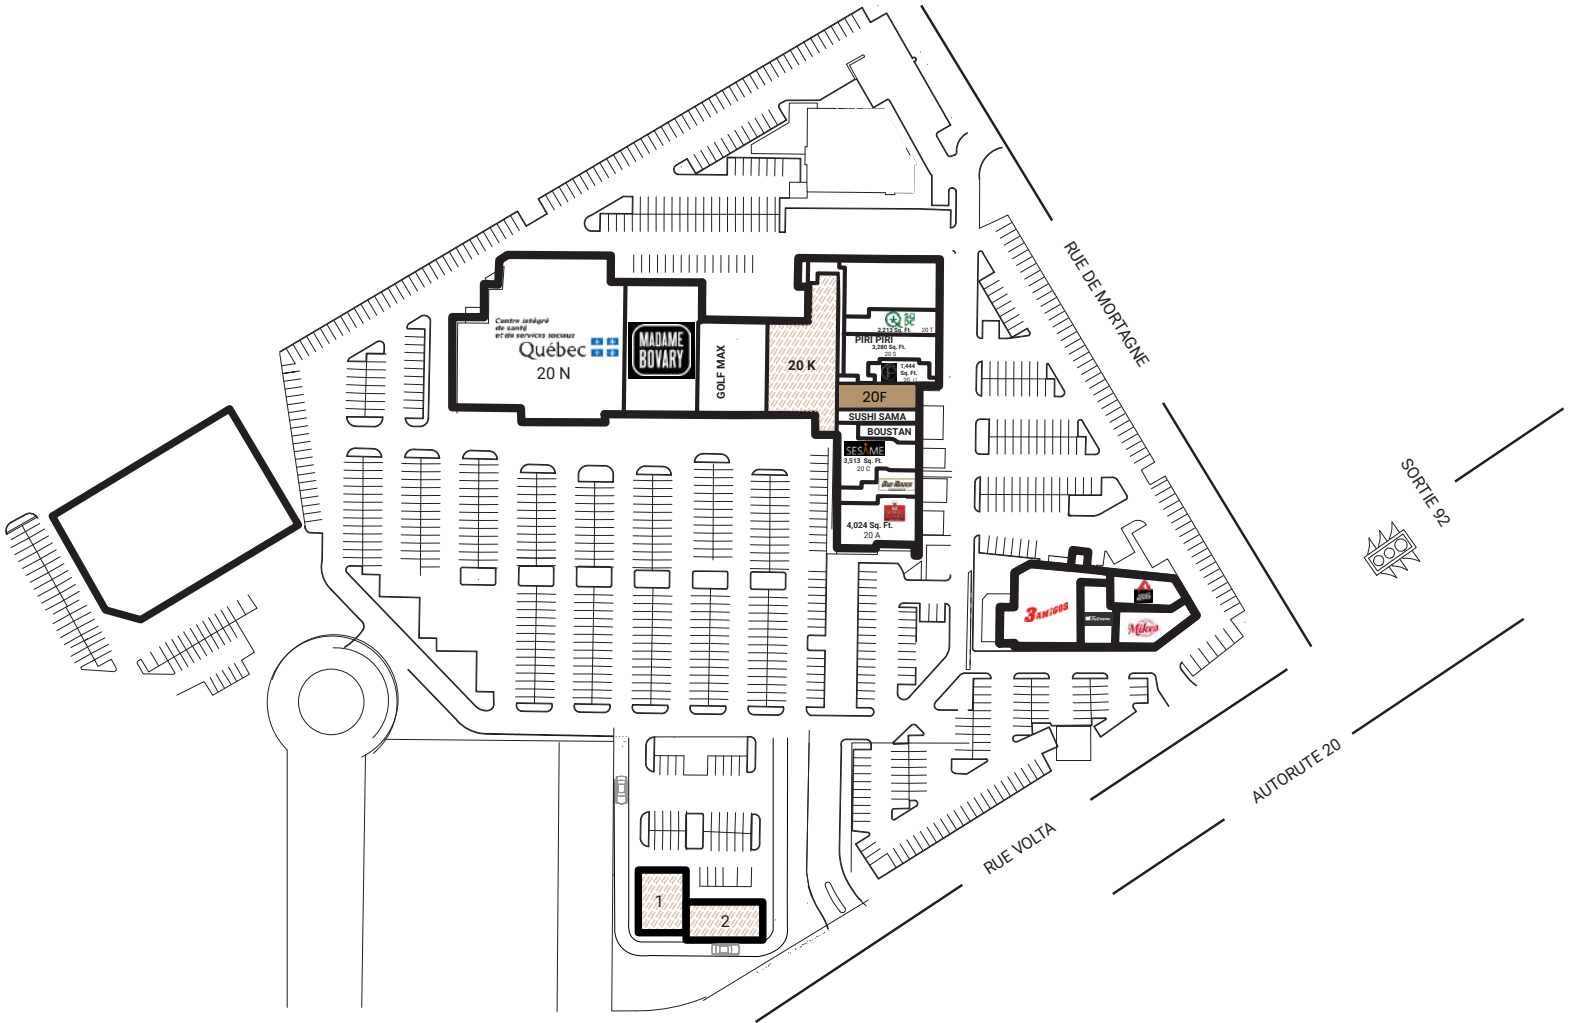 RUE DE MORTAGNE
Centre intégré
de santé
et de services sociaux
Québec
20 N
MADAME
BOVARY
GOLF MAX
20 K
2,213 Sq. Ft.
20 T
PIRI PIRI
3,280 Sq. Ft.
20 S
1,444
Sq. Ft.
20F
SUSHI SAMA
BOUSTAN
SESAME
3,513 Sq. Ft.
20 C
4,024 Sq. Ft.
20 A
SORTIE 92
3 AMIGOS
Mikes
AUTORUTE 20
RUE VOLTA
1
2